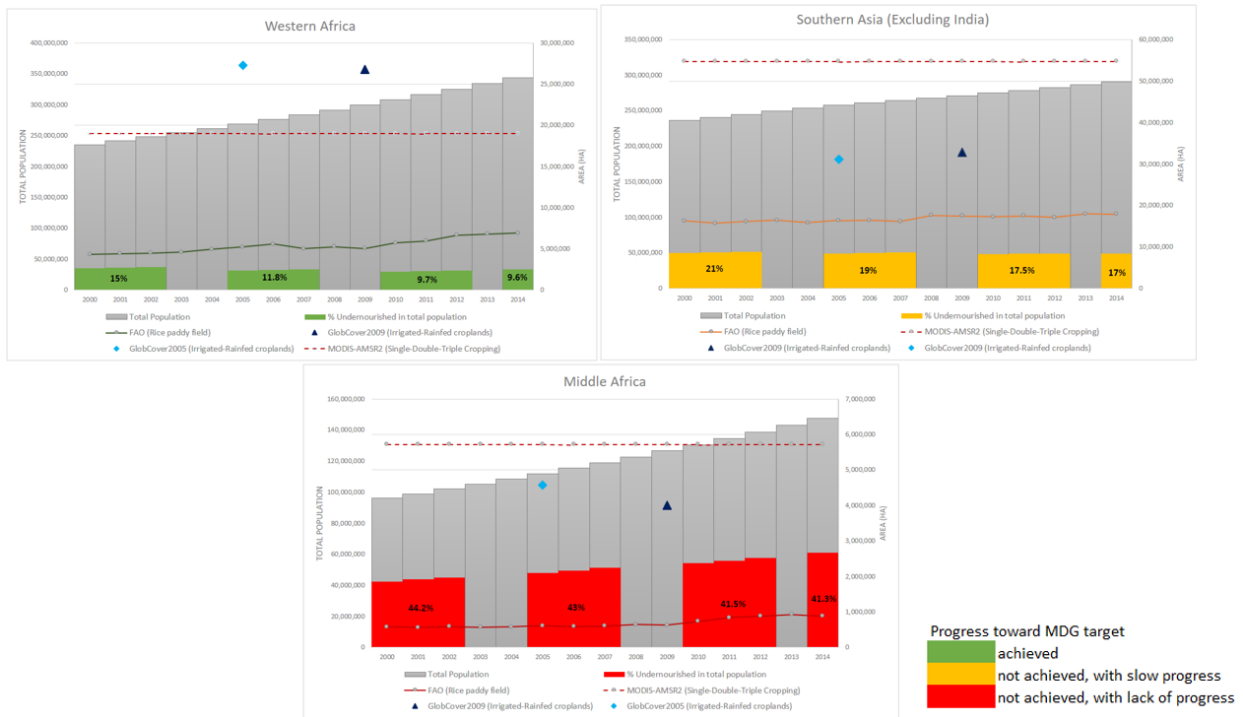 Western Africa
400,000,000
350,000,000
300,000,000
250,000,000
200,000,000
150,000,000
100,000,000
50,000,000
0
TOTAL POPULATION
30,000,000
25,000,000
20,000,000
15,000,000
10,000,000
5,000,000
0
AREA (HA)
15% 11.8% 9.7% 9.6%
2000 2001 2002 2003 2004 2005 2006 2007 2008 2009 2010 2011 2012 2013 2014
Total Population % Undernourished in total population
FAO (Rice paddy field) GlobCover2009 (Irrigated-Rainfed croplands)
GlobCover2005 (Irrigated-Rainfed croplands) MODIS-AMSR2 (Single-Double-Triple Cropping)
Southern Asia (Excluding India)
350,000,000
300,000,000
250,000,000
200,000,000
150,000,000
100,000,000
50,000,000
0
TOTAL POPULATION
60,000,000
50,000,000
40,000,000
30,000,000
20,000,000
10,000,000
0
AREA (HA)
21% 19% 17.5% 17%
2000 2001 2002 2003 2004 2005 2006 2007 2008 2009 2010 2011 2012 2013 2014
Total Population % Undernourished in total population
FAO (Rice paddy field) MODIS-AMSR2 (Single-Double-Triple Cropping)
GlobCover2009 (Irrigated-Rainfed croplands) GlobCover2009 (Irrigated-Rainfed croplands)
Middle Africa
160,000,000
140,000,000
120,000,000
100,000,000
80,000,000
60,000,000
40,000,000
20,000,000
0
TOTAL POPULATION
7,000,000
6,000,000
5,000,000
4,000,000
3,000,000
2,000,000
1,000,000
0
AREA (HA)
44.2% 43% 41.5% 41.3%
2000 2001 2002 2003 2004 2005 2006 2007 2008 2009 2010 2011 2012 2013 2014
Total Population % Undernourished in total population
FAO (Rice paddy field) MODIS-AMSR2 (Single-Double-Triple Cropping)
GlobCover2009 (Irrigated-Rainfed croplands) GlobCover2005 (Irrigated-Rainfed croplands)
Progress toward MDG target
achieved
not achieved, with slow progress
not achieved, with lack of progress